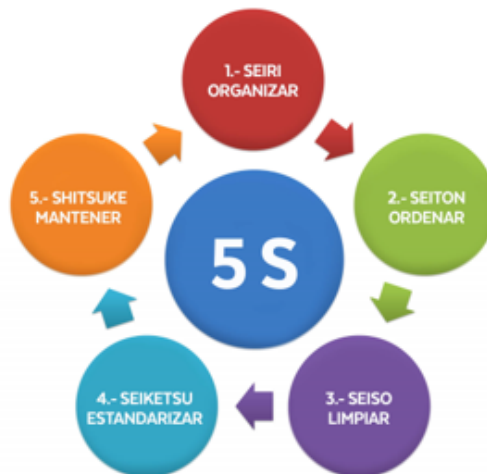 1.- SEIRI
ORGANIZAR
2.- SEITON
ORDENAR
3.- SEISO
LIMPIAR
4.- SEIKETSU
ESTANDARIZAR
5.- SHITSUKE
MANTENER
5 S